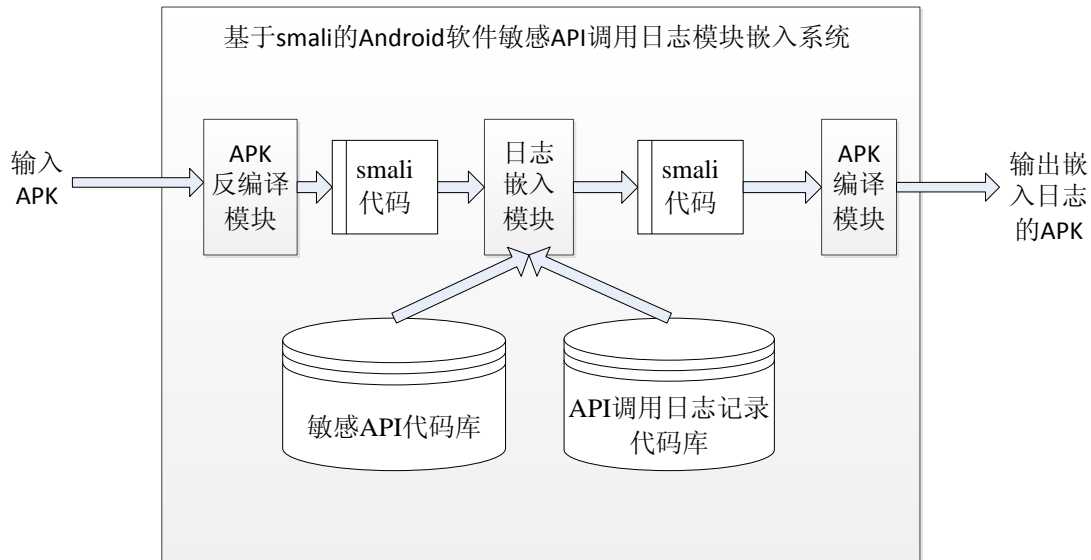 基于smali的Android软件敏感API调用日志模块嵌入系统
输入
APK
APK
反编译
模块
smali
代码
日志
嵌入
模块
smali
代码
APK
编译
模块
输出嵌
入日志
的APK
敏感API代码库
API调用日志记录
代码库